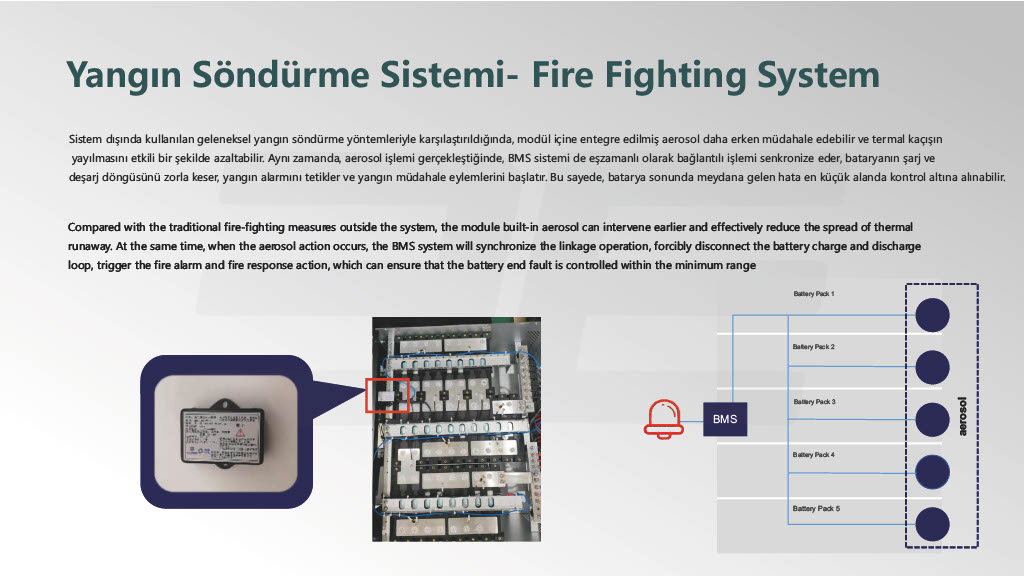 Yangın Söndürme Sistemi- Fire Fighting System
Sistem dışında kullanılan geleneksel yangın söndürme yöntemleriyle karşılaştırıldığında, modül içine entegre edilmiş aerosol daha erken müdahale edebilir ve termal kaçışın
yayılmasını etkili bir şekilde azaltabilir. Aynı zamanda, aerosol işlemi gerçekleştiğinde, BMS sistemi de eşzamanlı olarak bağlantılı işlemi senkronize eder, bataryanın şarj ve
deşarj döngüsünü zorla keser, yangın alarmını tetikler ve yangın müdahale eylemlerini başlatır. Bu sayede, batarya sonunda meydana gelen hata en küçük alanda kontrol altına alınabilir.
Compared with the traditional fire-fighting measures outside the system, the module built-in aerosol can intervene earlier and effectively reduce the spread of thermal
runaway. At the same time, when the aerosol action occurs, the BMS system will synchronize the linkage operation, forcibly disconnect the battery charge and discharge
loop, trigger the fire alarm and fire response action, which can ensure that the battery end fault is controlled within the minimum range
Battery Pack 1
Battery Pack 2
Battery Pack 3
BMS
aerosol
Battery Pack 4
Battery Pack 5